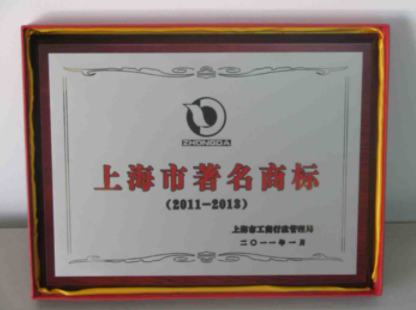 ZHONGDA
上海市著名商标
(2011-2013)
上海市工商行政管理局
二〇一一年一月